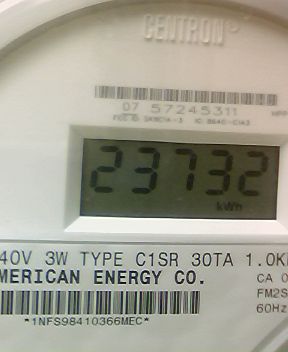 CENTRON®
07 57245311
23732
kWh
40V 3W TYPE C1SR 30TA 1.0K
MERICAN ENERGY CO.
CA 0
FM2S
60Hz
*1NFS98410366MEC*